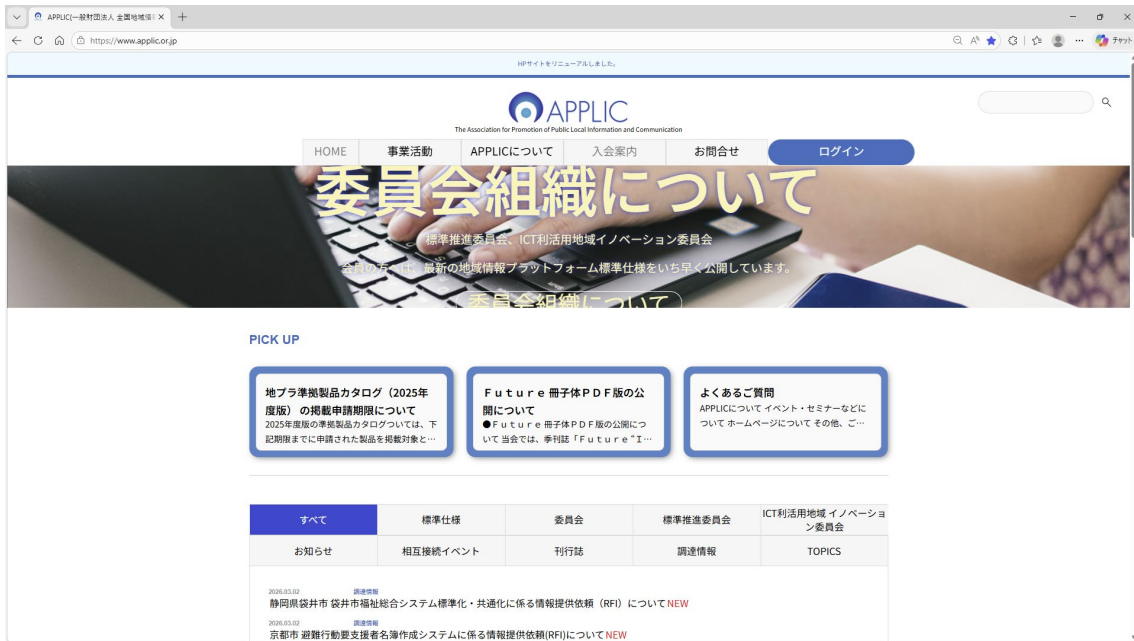 APPLIC(一般財団法人 全国地域情
https://www.applic.or.jp
チャット
HPサイトをリニューアルしました。
APPLIC
The Association for Promotion of Public Local Information and Communication
HOME
事業活動
APPLICについて
入会案内
お問合せ
ログイン
委員会組織について
標準推進委員会、ICT利活用地域イノベーション委員会
会員の方へは、最新の地域情報プラットフォーム標準仕様をいち早く公開しています。
委員会組織について
PICK UP
地プラ準拠製品カタログ（2025年
度版） の掲載申請期限について
2025年度版の準拠製品カタログついては、下
記期限までに申請された製品を掲載対象と…
Ｆｕｔｕｒｅ 冊子体ＰＤＦ版の公
開について
●Ｆｕｔｕｒｅ 冊子体ＰＤＦ版の公開につ
いて 当会では、季刊誌「Ｆｕｔｕｒｅ“Ｉ…
よくあるご質問
APPLICについて イベント・セミナーなどに
ついて ホームページについて その他、ご…
すべて
標準仕様
委員会
標準推進委員会
ICT利活用地域 イノベーショ
ン委員会
お知らせ
相互接続イベント
刊行誌
調達情報
TOPICS
2026.03.02 調達情報
静岡県袋井市 袋井市福祉総合システム標準化・共通化に係る情報提供依頼（RFI）についてNEW
2026.03.02 調達情報
京都市 避難行動要支援者名簿作成システムに係る情報提供依頼(RFI)についてNEW